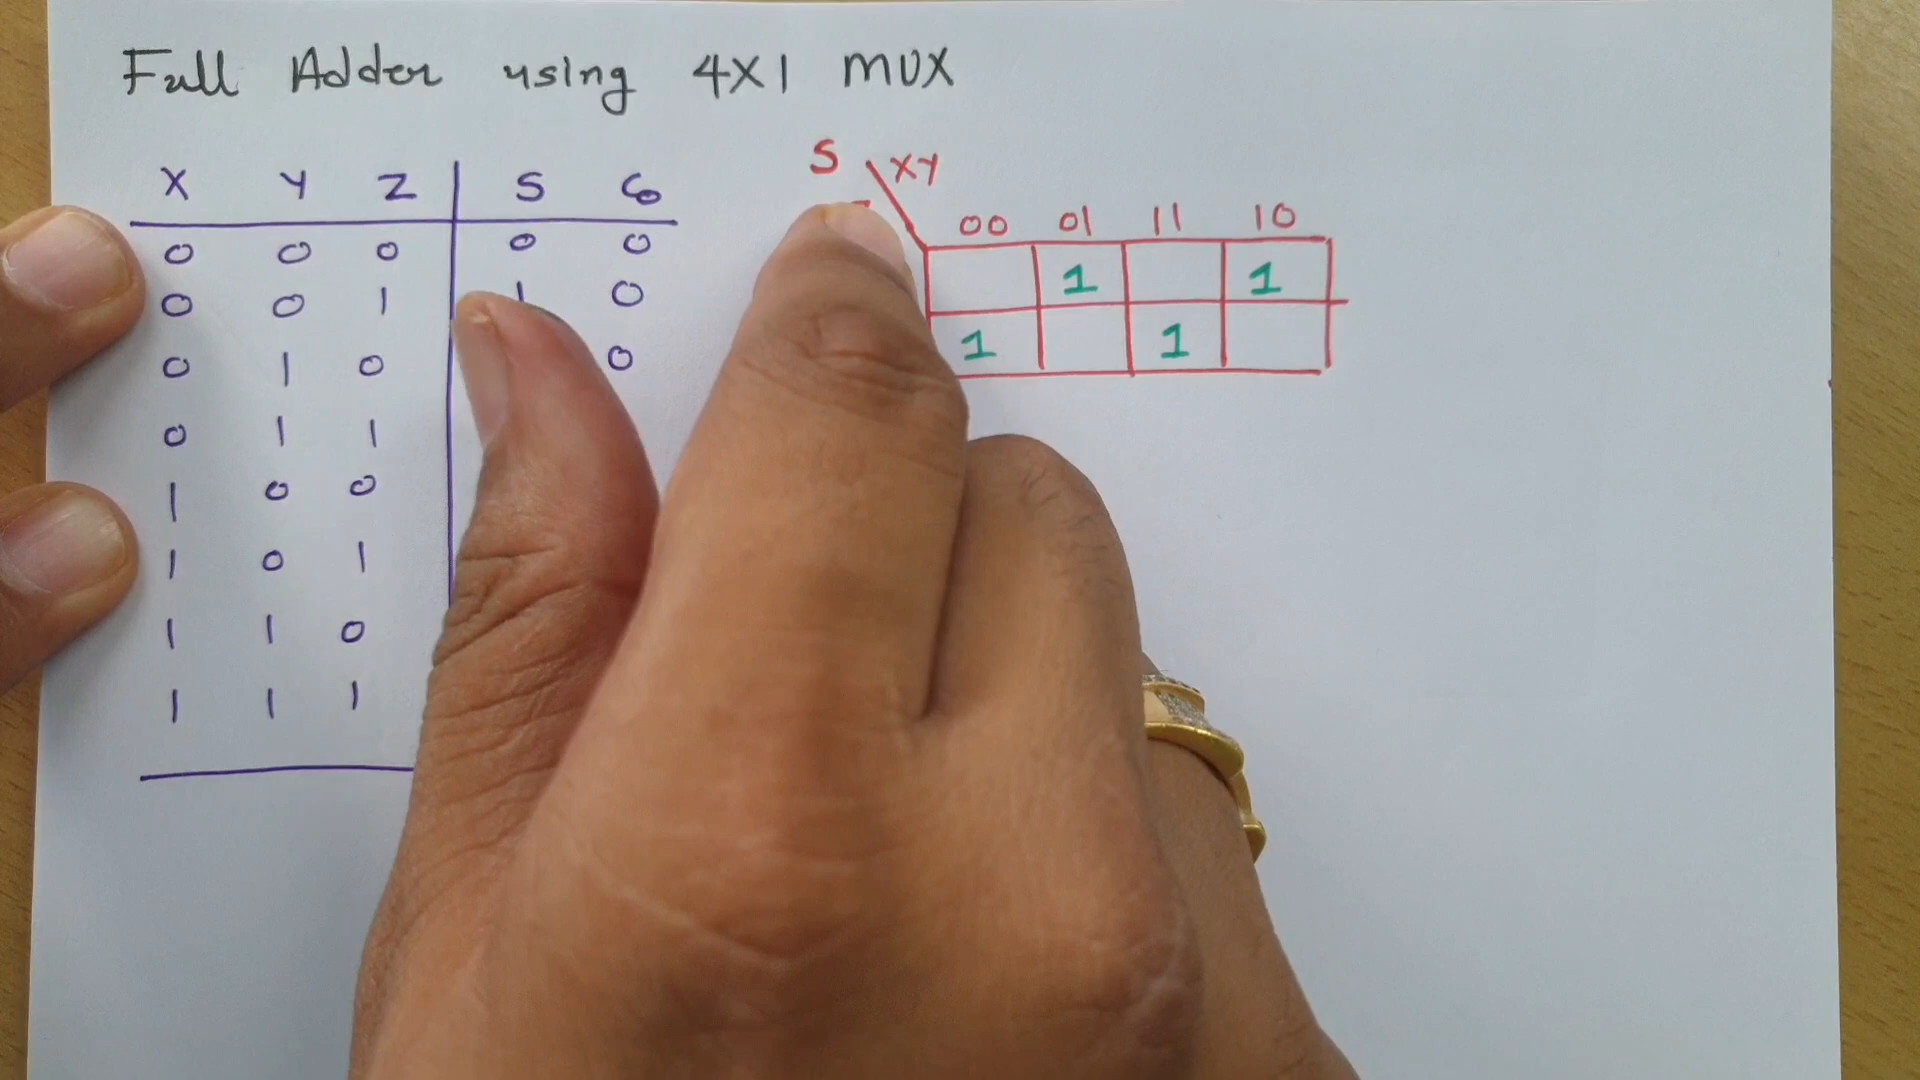 Full Adder using 4X1 MUX
X Y Z S Co
0 0 0 0 0
0 0 1 1 0
0 1 0 0
0 1 1
1 0 0
1 0 1
1 1 0
1 1 1
S XY
00 01 11 10
1 1
1 1